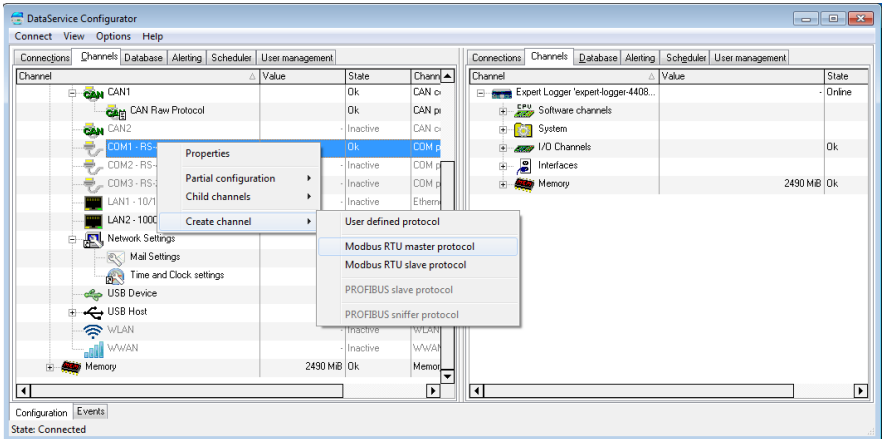 DataService Configurator
Connect View Options Help
Connections Channels Database Alerting Scheduler User management
Channel Value State Chann
CAN1 Ok CAN
CAN Raw Protocol Ok CAN
CAN2 - Inactive CAN
COM1 - RS- Ok COM
COM2 - RS- - Inactive COM
COM3 - RS- - Inactive COM
LAN1 - 10/1 Ethern
LAN2 - 1000
Network Settings
Mail Settings
Time and Clock settings
USB Device
USB Host
WLAN - Inactive WLAN
WWAN - Inactive WWAN
Memory 2490 MiB Ok Memor
Properties
Partial configuration
Child channels
Create channel
User defined protocol
Modbus RTU master protocol
Modbus RTU slave protocol
PROFIBUS slave protocol
PROFIBUS sniffer protocol
Connections Channels Database Alerting Scheduler User management
Channel Value State
Expert Logger 'expert-logger-4408... - Online
Software channels
System
I/O Channels Ok
Interfaces
Memory 2490 MiB Ok
Configuration Events
State: Connected